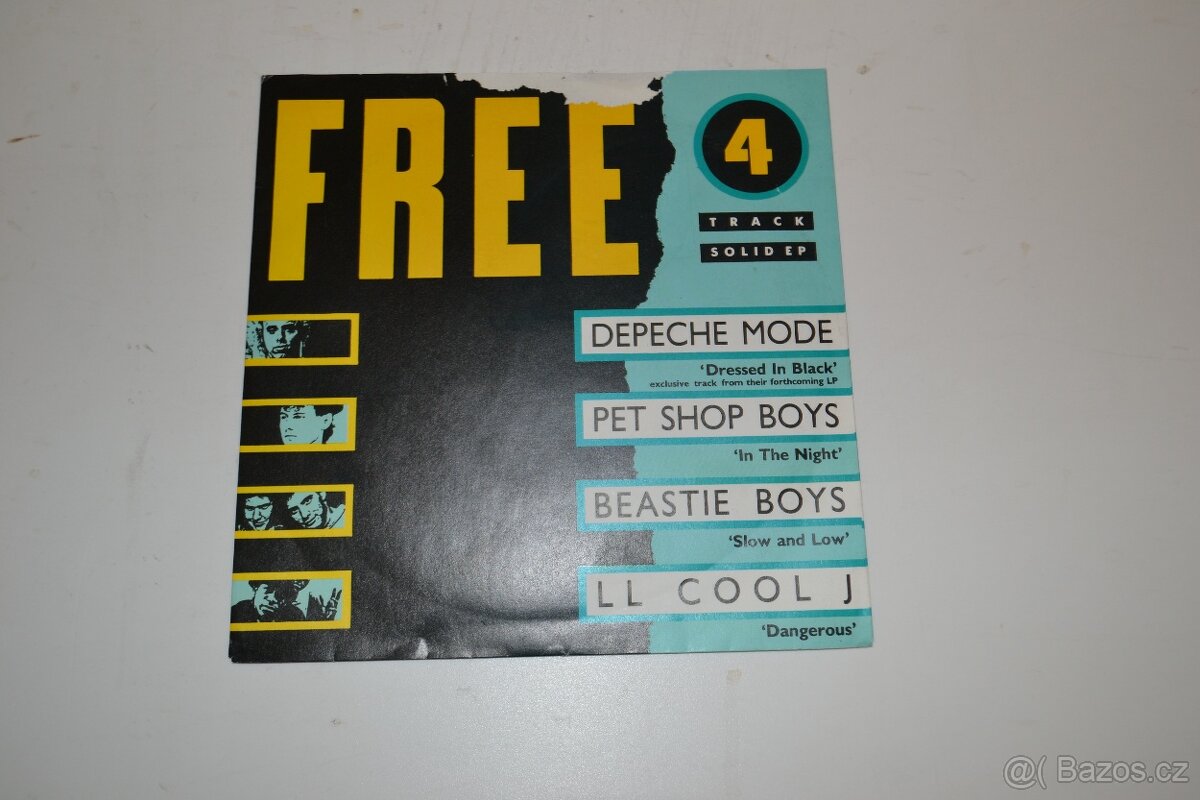 FREE
4
TRACK
SOLID EP
DEPECHE MODE
‘Dressed In Black’
exclusive track from their forthcoming LP
PET SHOP BOYS
‘In The Night’
BEASTIE BOYS
‘Slow and Low’
LL COOL J
‘Dangerous’
@( Bazos.cz